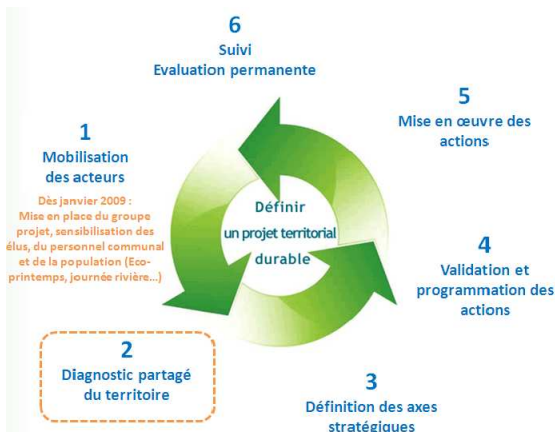 6
Suivi
Evaluation permanente
1
Mobilisation
des acteurs
Dès janvier 2009 :
Mise en place du groupe
projet, sensibilisation des
élus, du personnel communal
et de la population (Eco-
printemps, journée rivière...)
2
Diagnostic partagé
du territoire
3
Définition des axes
stratégiques
4
Validation et
programmation des
actions
5
Mise en œuvre des
actions
Définir
un projet territorial
durable